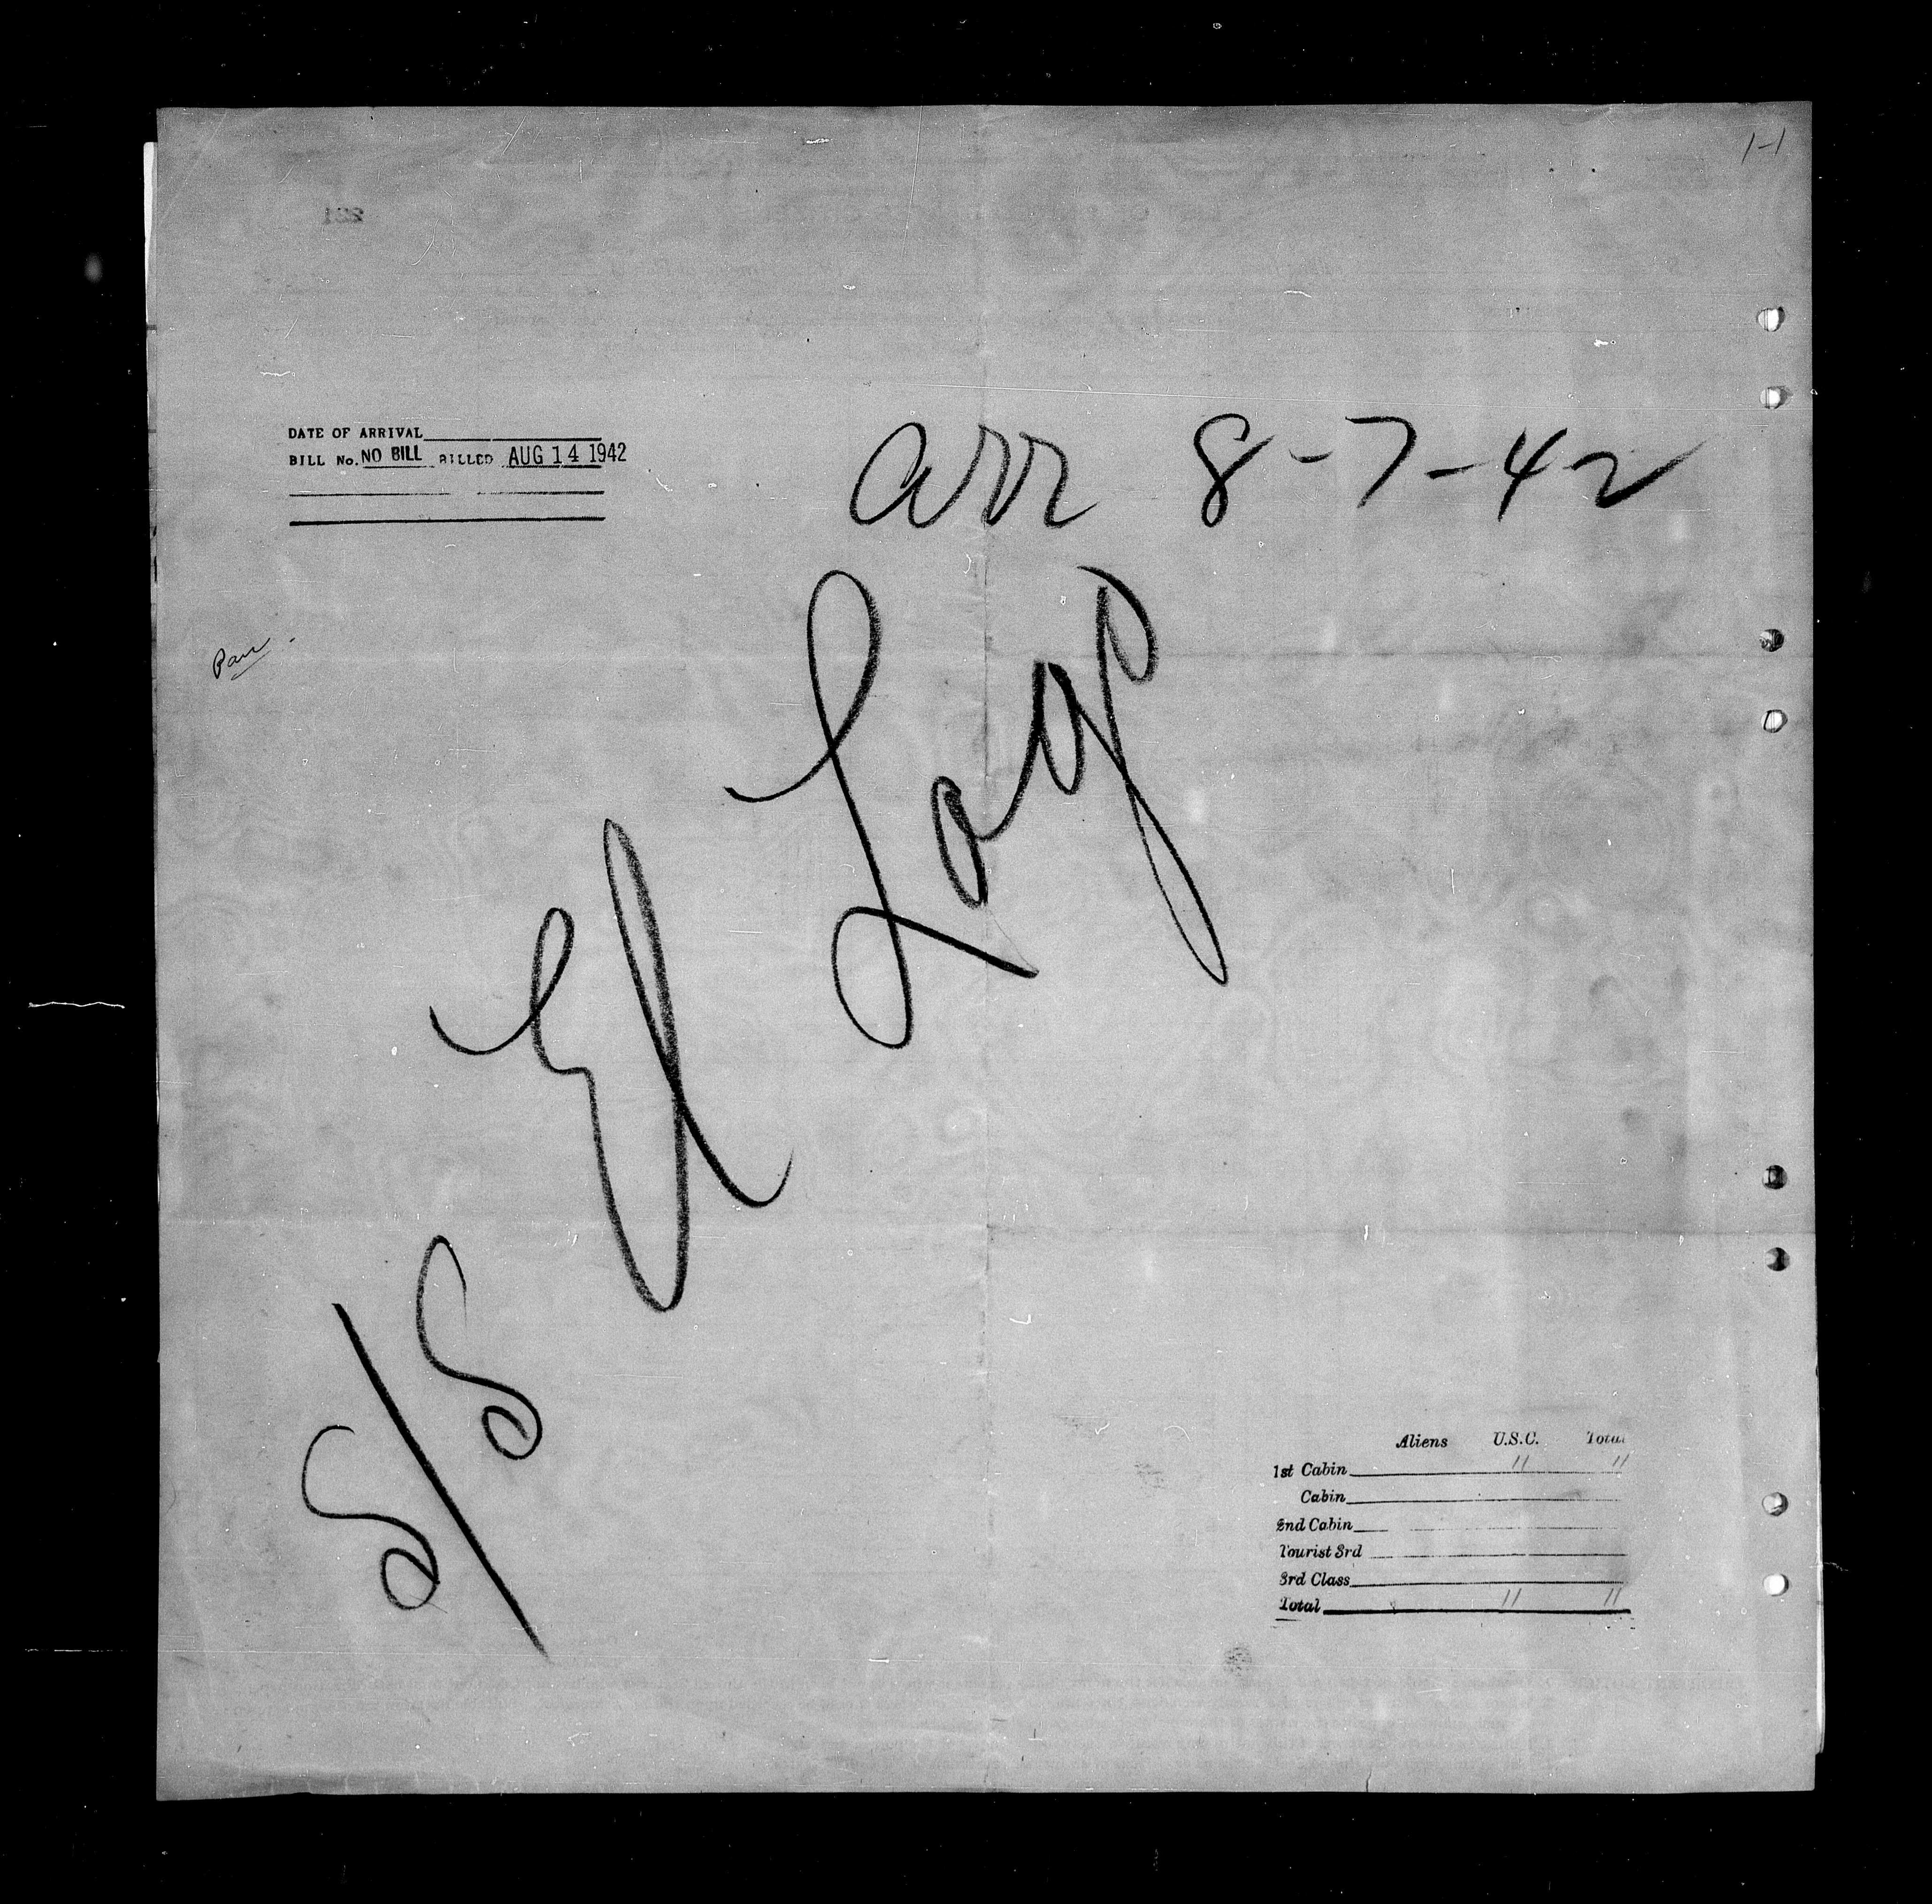 1-1
DATE OF ARRIVAL
BILL No. NO BILL BILLED AUG 14 1942
arr 8-7-42
S/S El Lago
Aliens U.S.C. Total
1st Cabin 11 11
Cabin
2nd Cabin
Tourist 3rd
3rd Class
Total 11 11